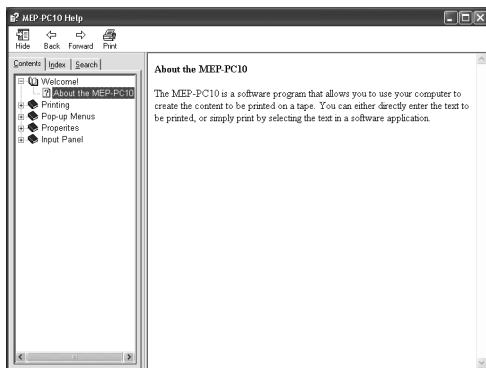 MEP-PC10 Help
Hide Back Forward Print
Contents Index Search
Welcome!
About the MEP-PC10
Printing
Pop-up Menus
Properites
Input Panel
About the MEP-PC10
The MEP-PC10 is a software program that allows you to use your computer to
create the content to be printed on a tape. You can either directly enter the text to
be printed, or simply print by selecting the text in a software application.